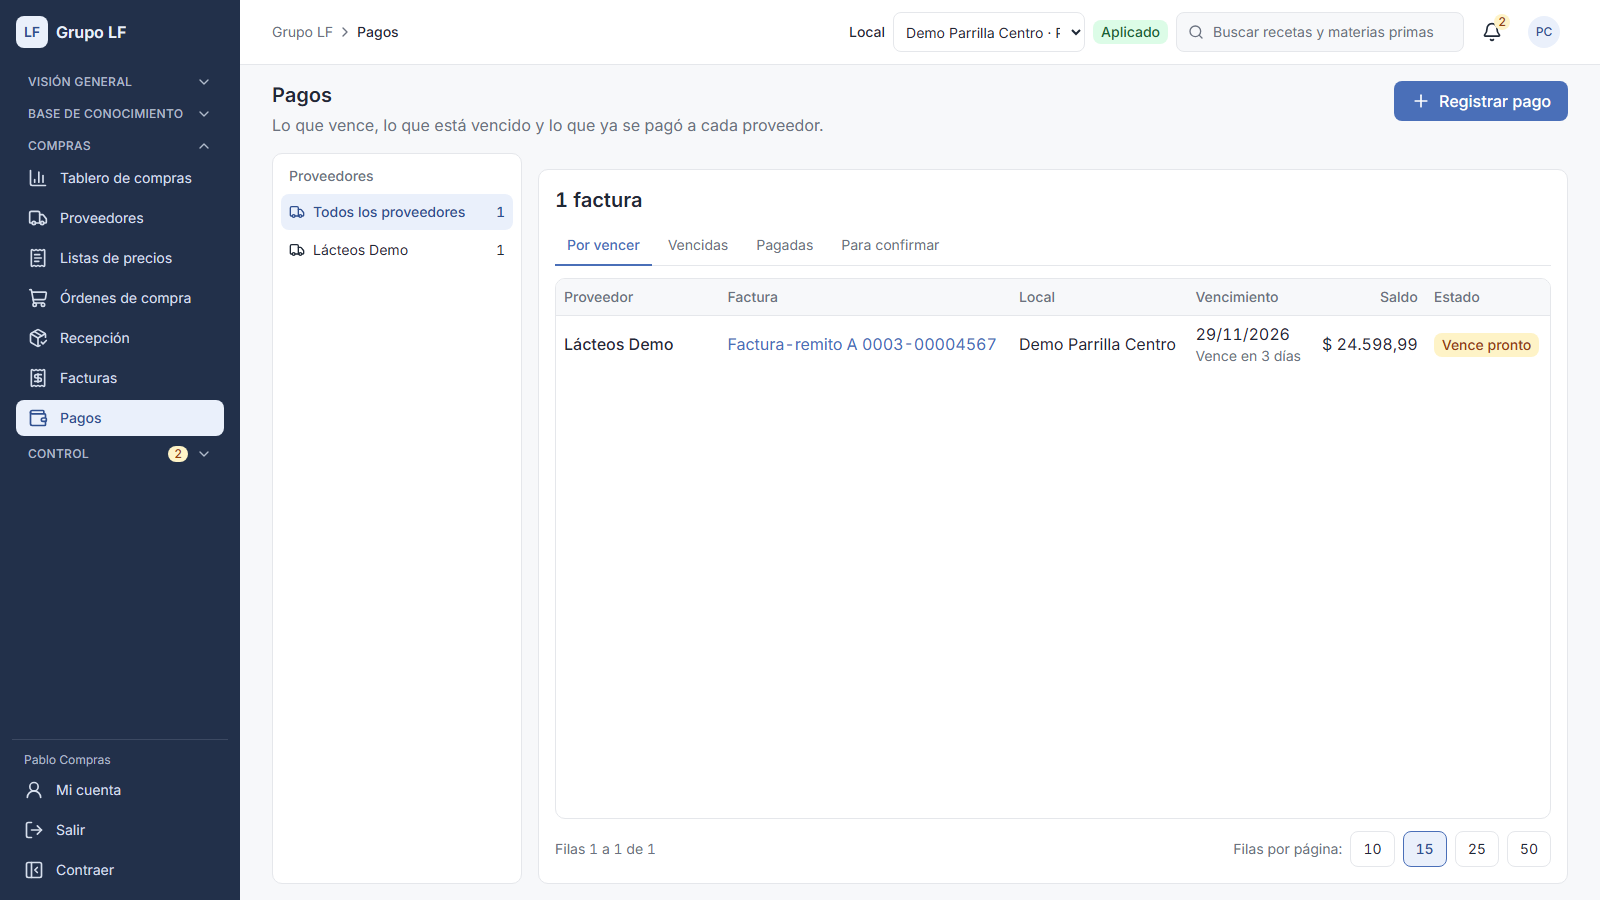 LF Grupo LF
VISIÓN GENERAL
BASE DE CONOCIMIENTO
COMPRAS
Tablero de compras
Proveedores
Listas de precios
Órdenes de compra
Recepción
Facturas
Pagos
CONTROL 2
Pablo Compras
Mi cuenta
Salir
Contraer
Grupo LF Pagos
Local Demo Parrilla Centro · Aplicado Buscar recetas y materias primas 2 PC
Pagos
Lo que vence, lo que está vencido y lo que ya se pagó a cada proveedor.
Registrar pago
Proveedores
Todos los proveedores 1
Lácteos Demo 1
1 factura
Por vencer Vencidas Pagadas Para confirmar
Proveedor Factura Local Vencimiento Saldo Estado
Lácteos Demo Factura-remito A 0003-00004567 Demo Parrilla Centro 29/11/2026 $ 24.598,99 Vence pronto
Vence en 3 días
Filas 1 a 1 de 1
Filas por página: 10 15 25 50